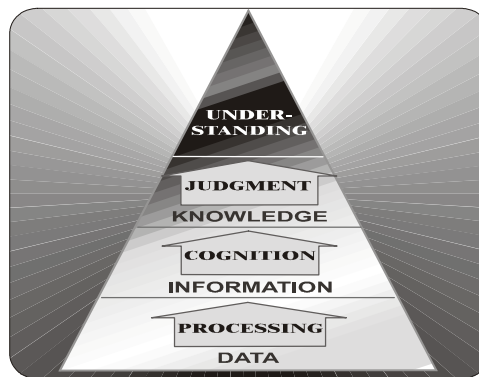 UNDER-
STANDING
JUDGMENT
KNOWLEDGE
COGNITION
INFORMATION
PROCESSING
DATA